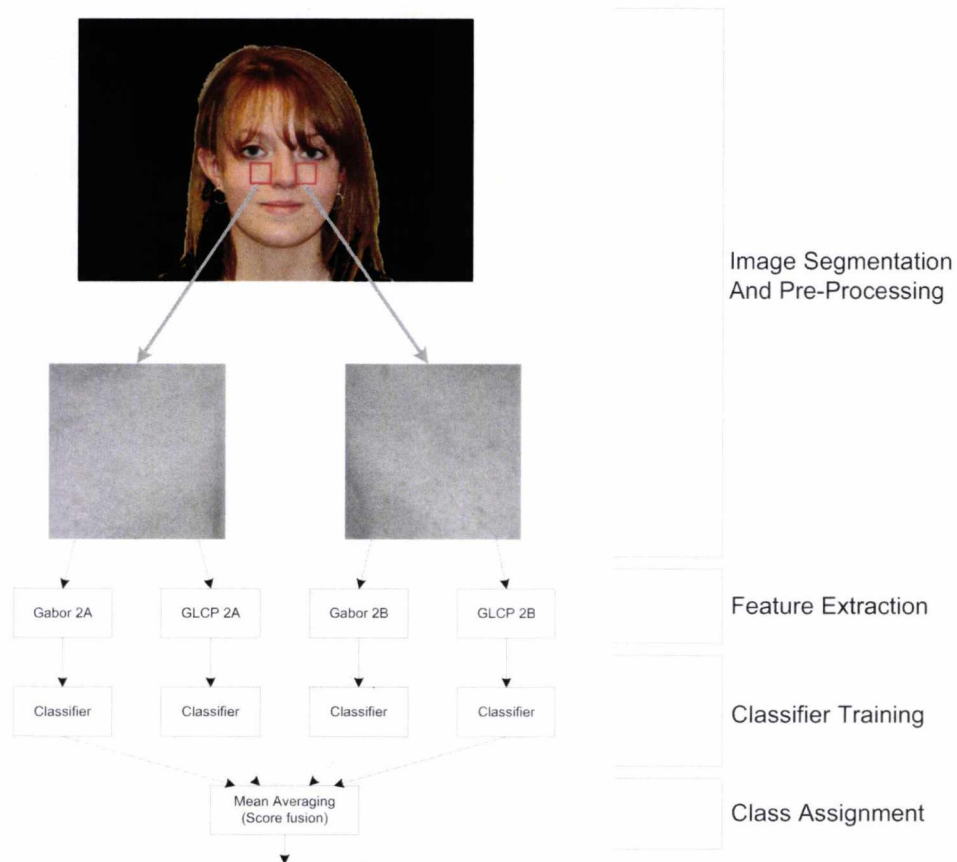 Image Segmentation
And Pre-Processing
Gabor 2A
GLCP 2A
Gabor 2B
GLCP 2B
Feature Extraction
Classifier
Classifier
Classifier
Classifier
Classifier Training
Mean Averaging
(Score fusion)
Class Assignment